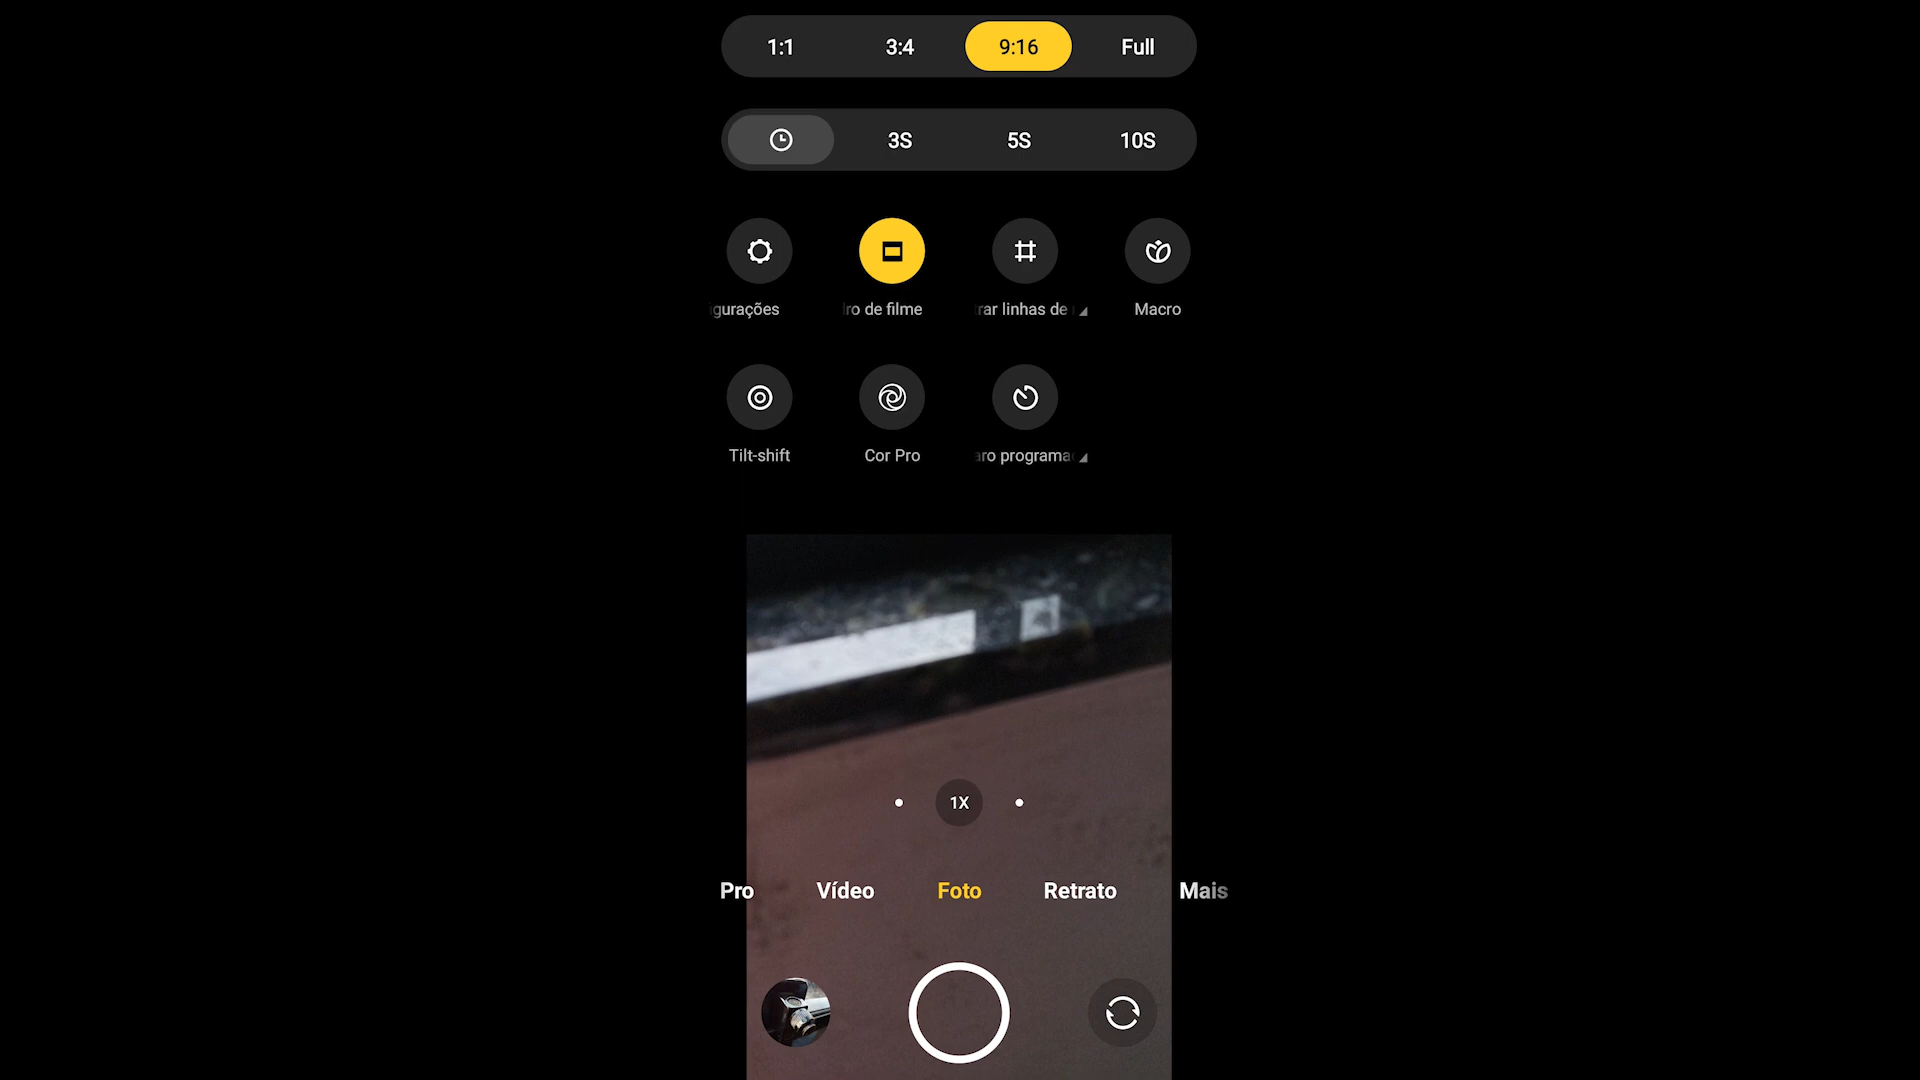 1:1 3:4 9:16 Full
3S 5S 10S
gurações ro de filme rar linhas de Macro
Tilt-shift Cor Pro ro programa
1X
Pro Vídeo Foto Retrato Mais